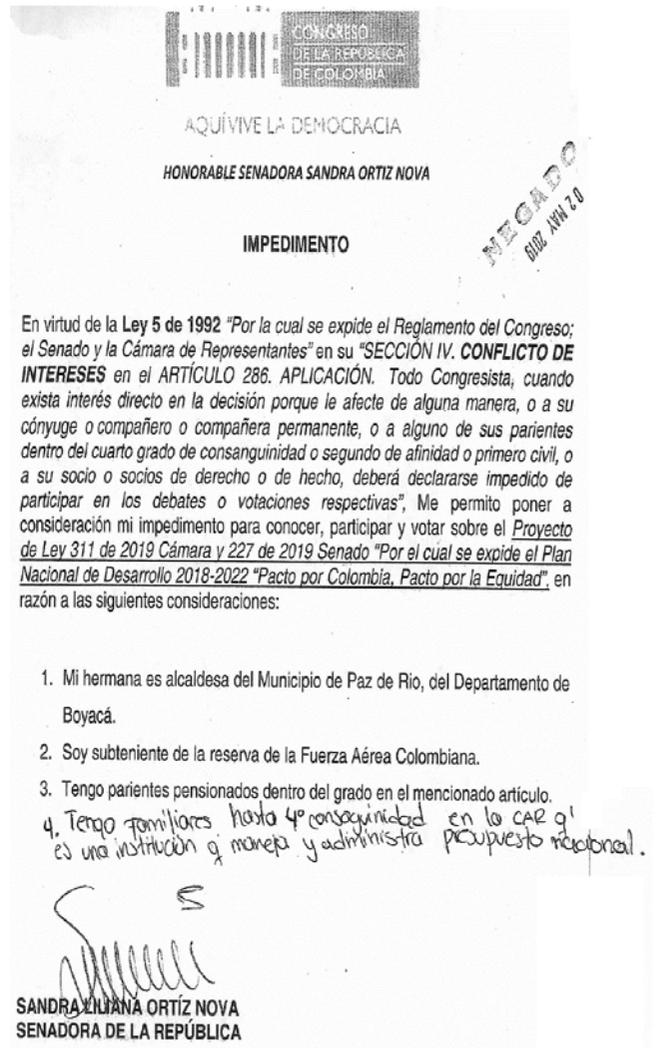 CONGRESO
DE LA REPÚBLICA
DE COLOMBIA
AQUÍ VIVE LA DEMOCRACIA
HONORABLE SENADORA SANDRA ORTIZ NOVA
NEGADO
02 MAY 2019
IMPEDIMENTO
En virtud de la Ley 5 de 1992 "Por la cual se expide el Reglamento del Congreso;
el Senado y la Cámara de Representantes" en su "SECCIÓN IV. CONFLICTO DE
INTERESES en el ARTÍCULO 286. APLICACIÓN. Todo Congresista, cuando
exista interés directo en la decisión porque le afecte de alguna manera, o a su
cónyuge o compañero o compañera permanente, o a alguno de sus parientes
dentro del cuarto grado de consanguinidad o segundo de afinidad o primero civil, o
a su socio o socios de derecho o de hecho, deberá declararse impedido de
participar en los debates o votaciones respectivas", Me permito poner a
consideración mi impedimento para conocer, participar y votar sobre el Proyecto
de Ley 311 de 2019 Cámara y 227 de 2019 Senado "Por el cual se expide el Plan
Nacional de Desarrollo 2018-2022 "Pacto por Colombia, Pacto por la Equidad", en
razón a las siguientes consideraciones:
1. Mi hermana es alcaldesa del Municipio de Paz de Rio, del Departamento de
Boyacá.
2. Soy subteniente de la reserva de la Fuerza Aérea Colombiana.
3. Tengo parientes pensionados dentro del grado en el mencionado artículo.
4. Tengo familiares hasta 4º consaguinidad en la CAR q'
es una institución q maneja y administra presupuesto nacional.
SANDRA LILIANA ORTÍZ NOVA
SENADORA DE LA REPÚBLICA